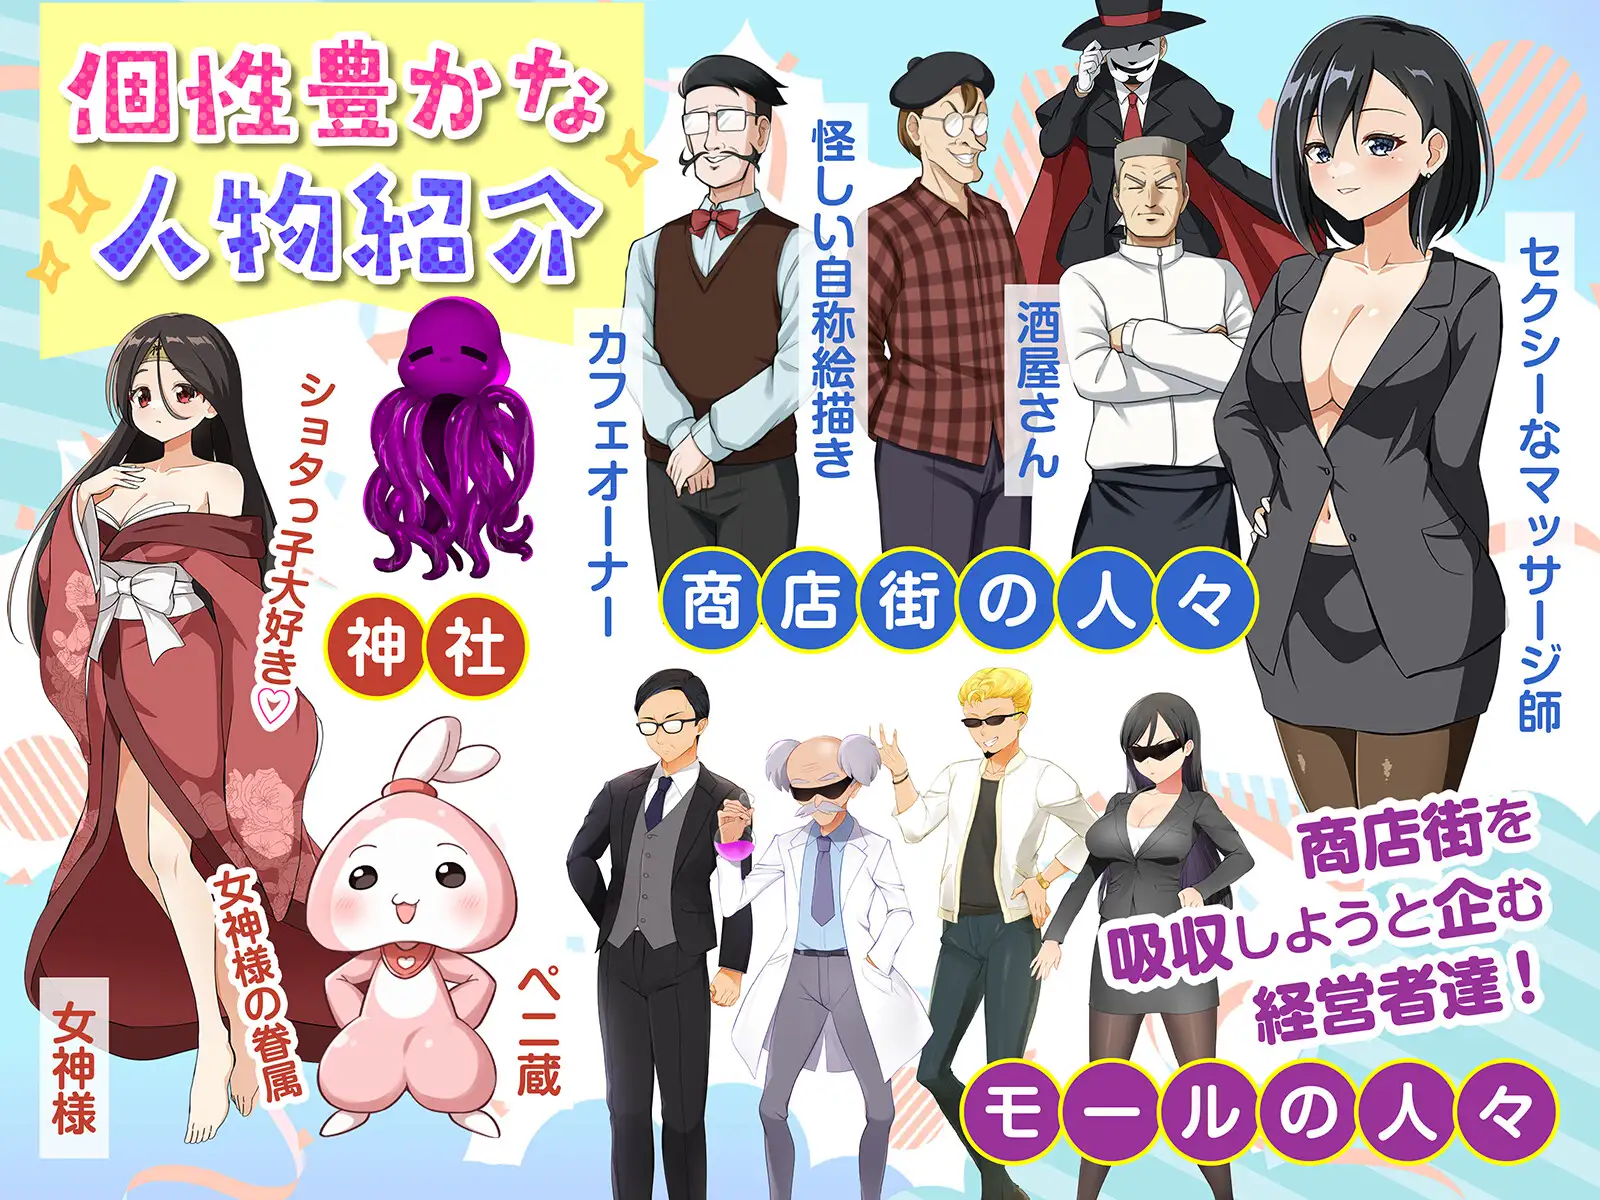 個性豊かな
人物紹介
ショタっ子大好き♡
神社
女神様の眷属
ペニ蔵
女神様
カフェオーナー
怪しい自称絵描き
酒屋さん
セクシーなマッサージ師
商店街の人々
商店街を
吸収しようと企む
経営者達！
モールの人々